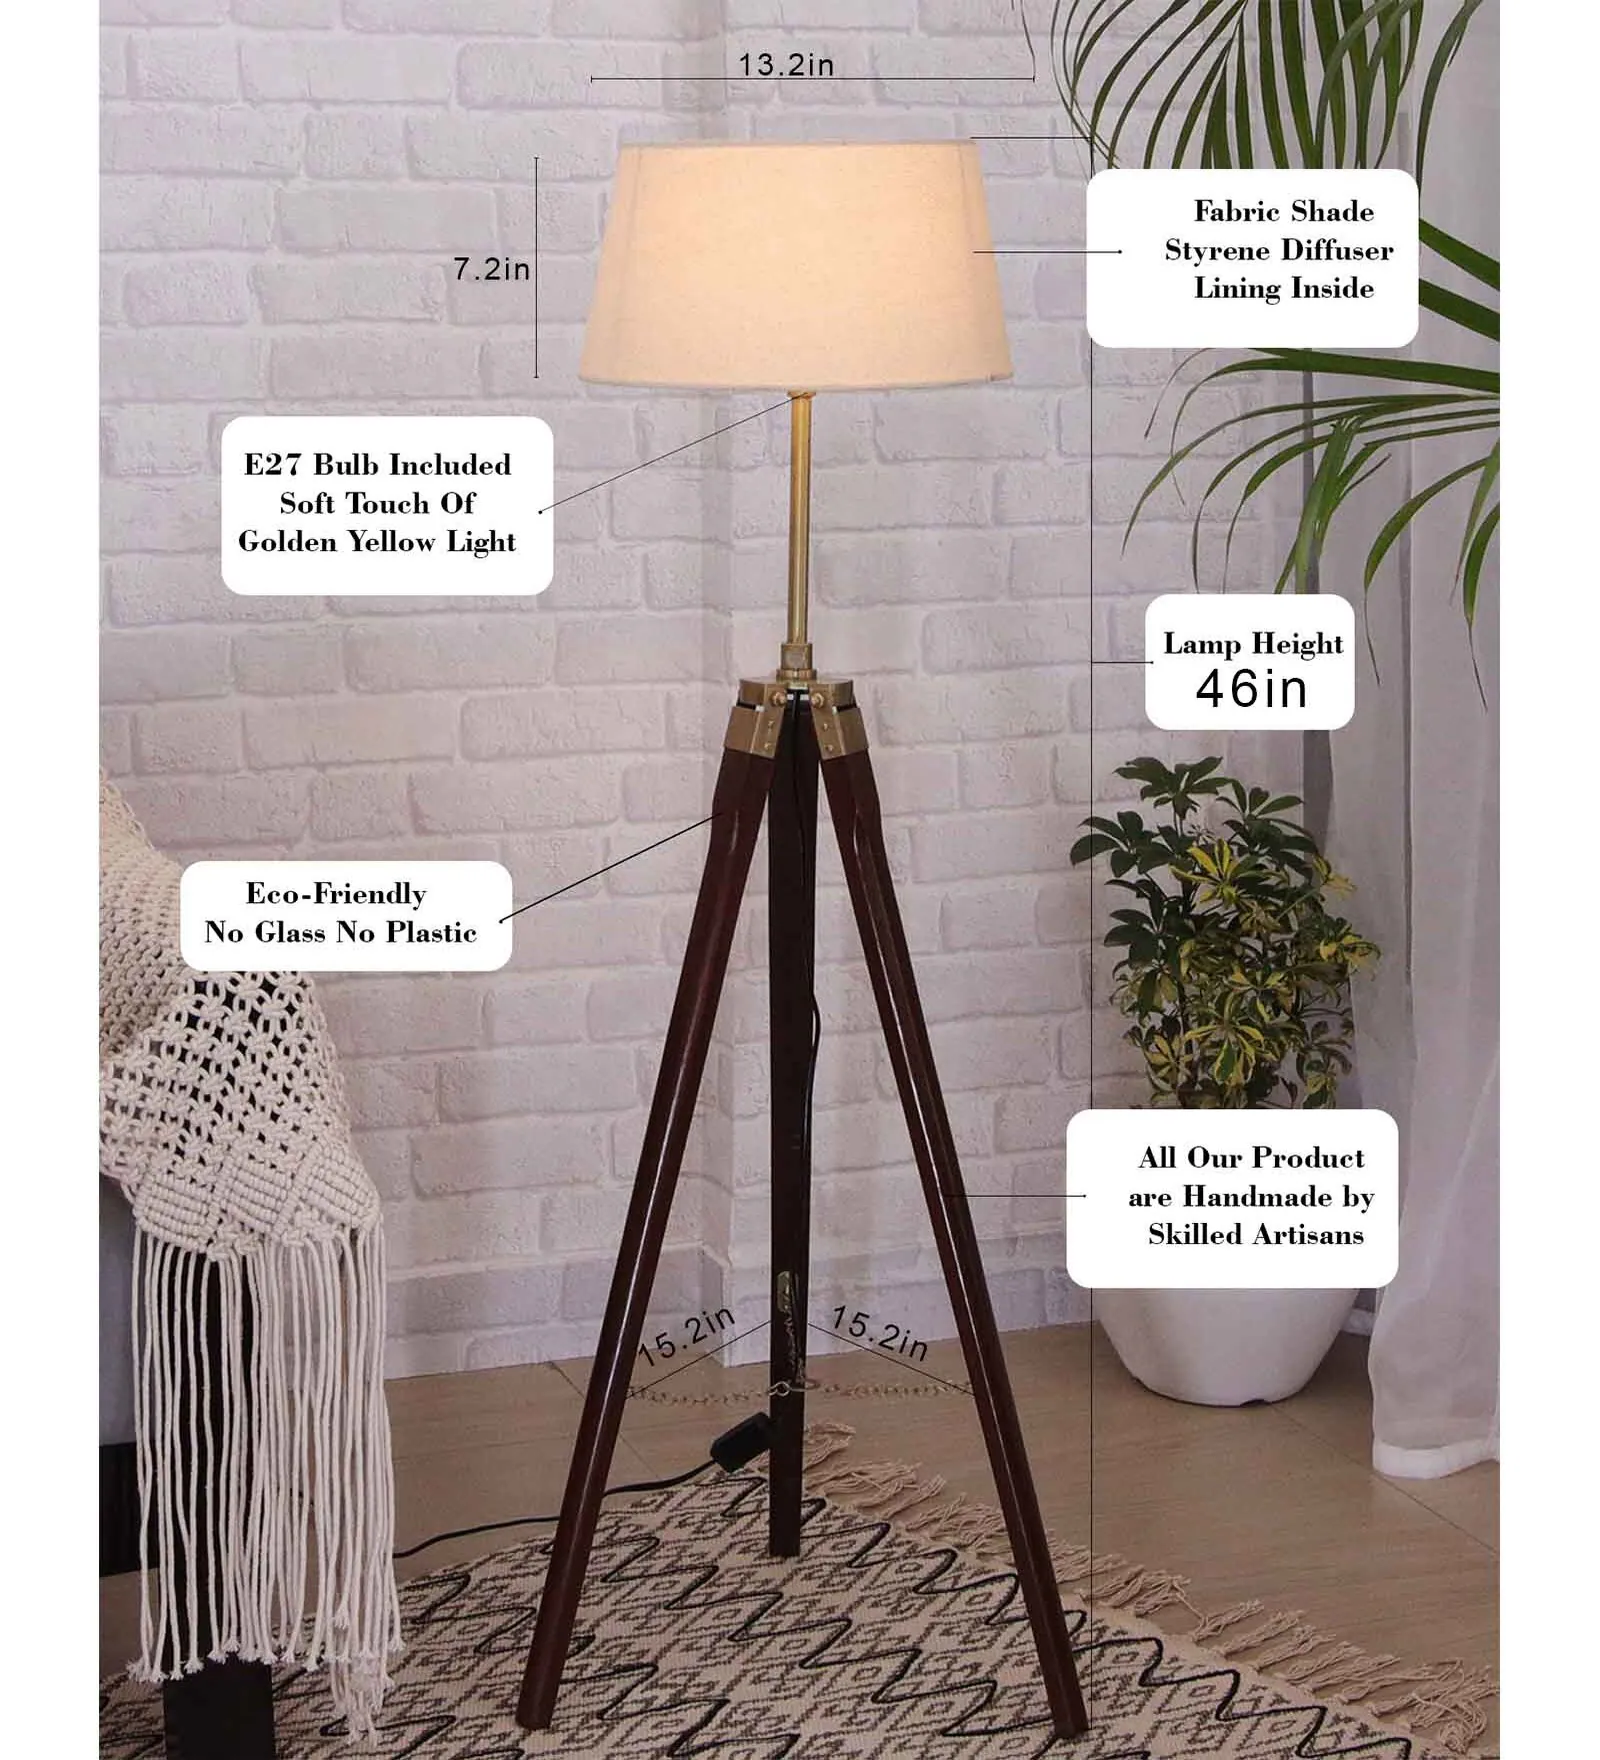 13.2in
Fabric Shade
Styrene Diffuser
Lining Inside
7.2in
E27 Bulb Included
Soft Touch Of
Golden Yellow Light
Lamp Height
46in
Eco-Friendly
No Glass No Plastic
All Our Product
are Handmade by
Skilled Artisans
15.2in
15.2in